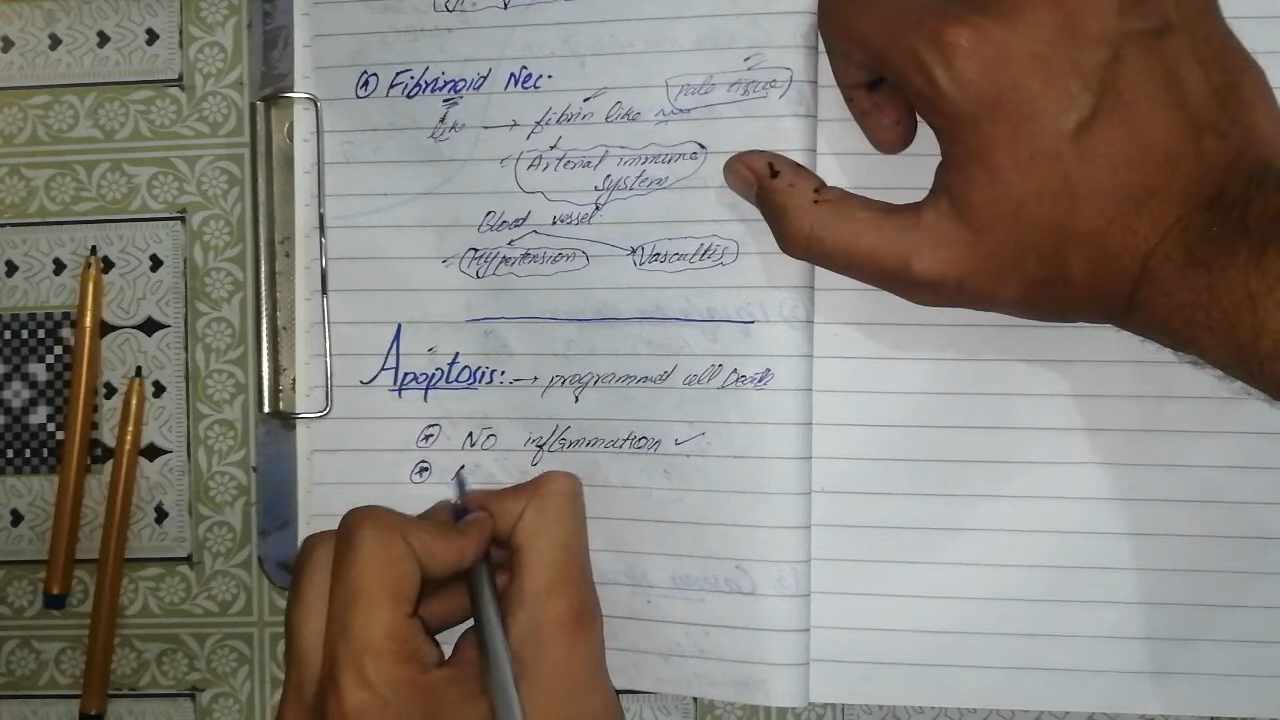 Fibrinoid Nec.
pale tissue
like → fibrin like
Arterial immune
system
Blood vessel
Hypertension Vascultis
Apoptosis:- → programmed cell Death
No inflammation ✓